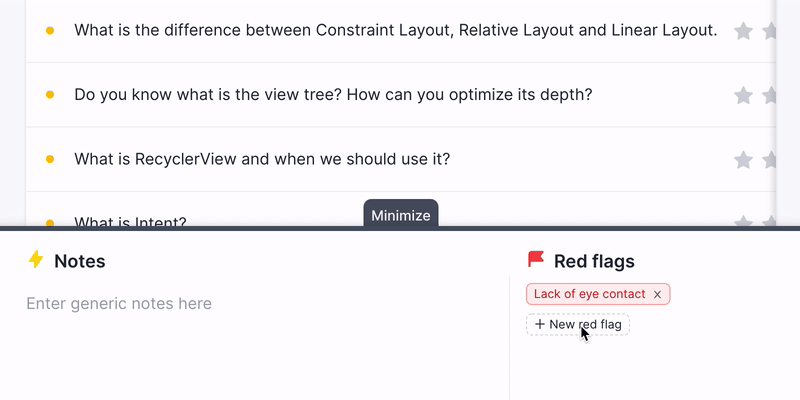 What is the difference between Constraint Layout, Relative Layout and Linear Layout.
Do you know what is the view tree? How can you optimize its depth?
What is RecyclerView and when we should use it?
What is Intent?
Minimize
Notes
Enter generic notes here
Red flags
Lack of eye contact x
+ New red flag